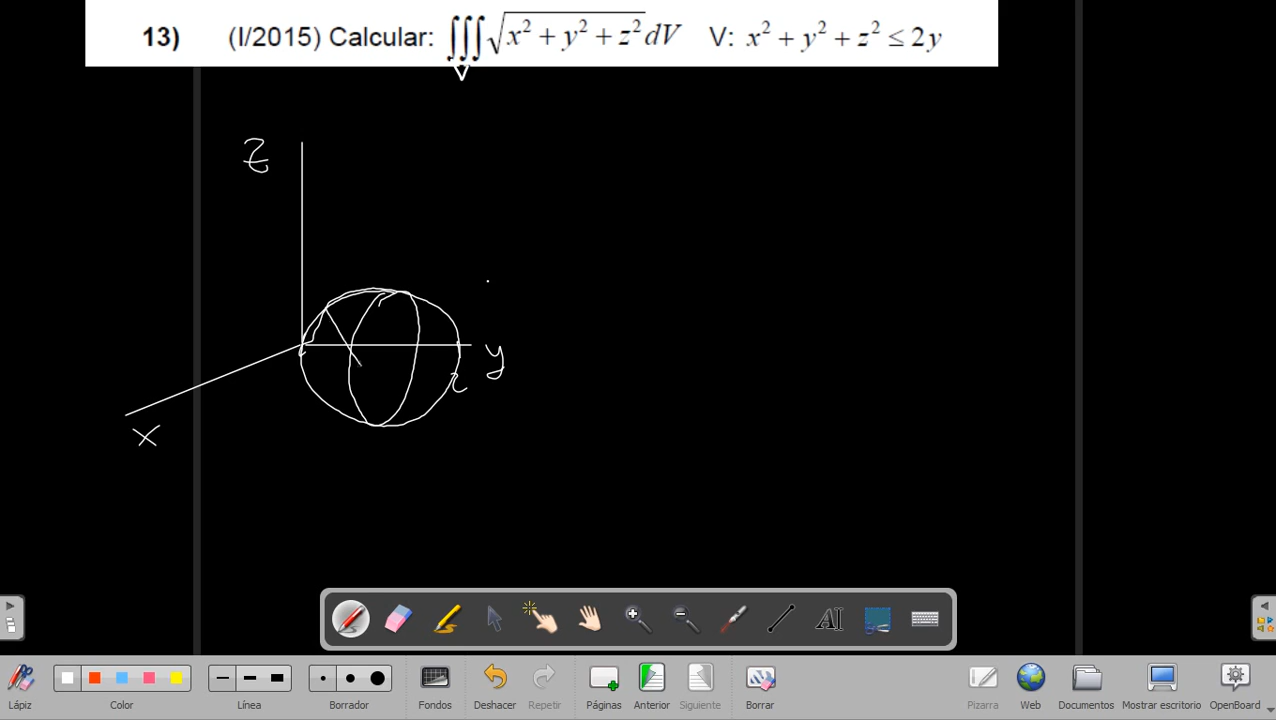 13) (I/2015) Calcular: ∭√x² + y² + z² dV V: x² + y² + z² ≤ 2y
V
z
y
2
x
Lápiz Color Línea Borrador Fondos Deshacer Repetir Páginas Anterior Siguiente Borrar Pizarra Web Documentos Mostrar escritorio OpenBoard